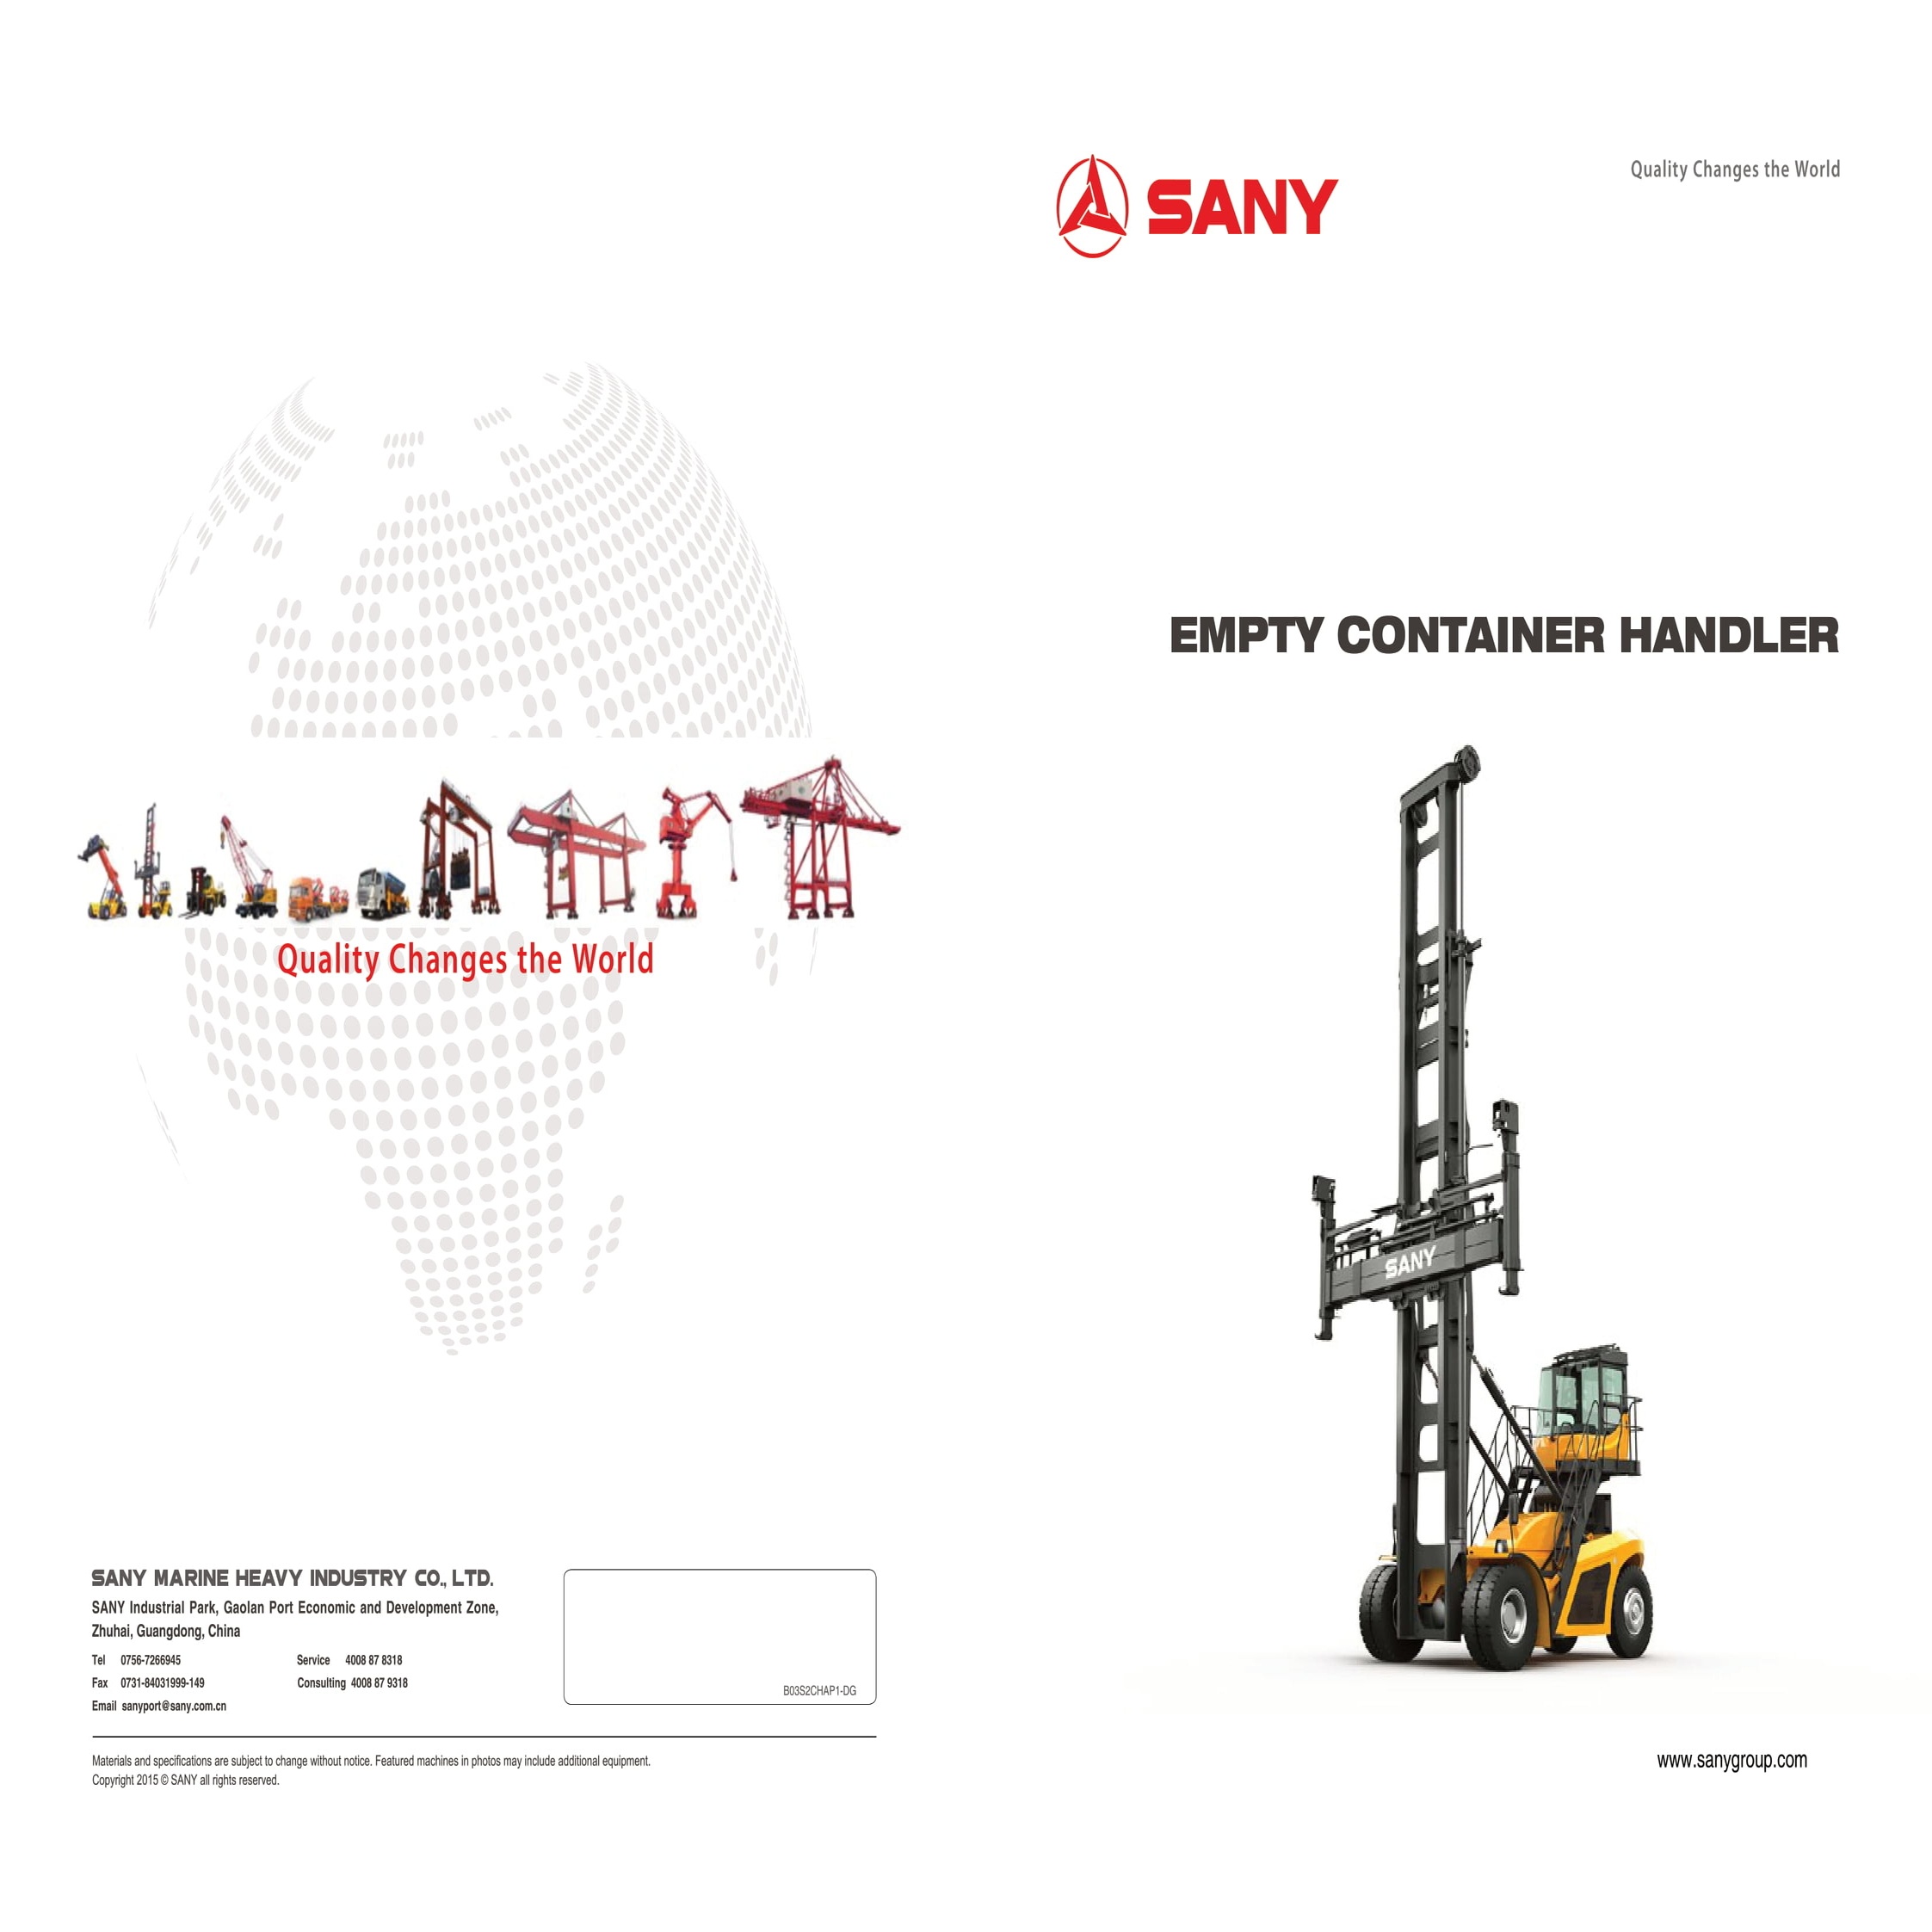 Quality Changes the World
SANY MARINE HEAVY INDUSTRY CO., LTD.
SANY Industrial Park, Gaolan Port Economic and Development Zone,
Zhuhai, Guangdong, China
Tel 0756-7266945
Service 4008 87 8318
Fax 0731-84031999-149
Consulting 4008 87 9318
Email sanyport@sany.com.cn
B03S2CHAP1-DG
Materials and specifications are subject to change without notice. Featured machines in photos may include additional equipment.
Copyright 2015 © SANY all rights reserved.
SANY
Quality Changes the World
EMPTY CONTAINER HANDLER
SANY
www.sanygroup.com